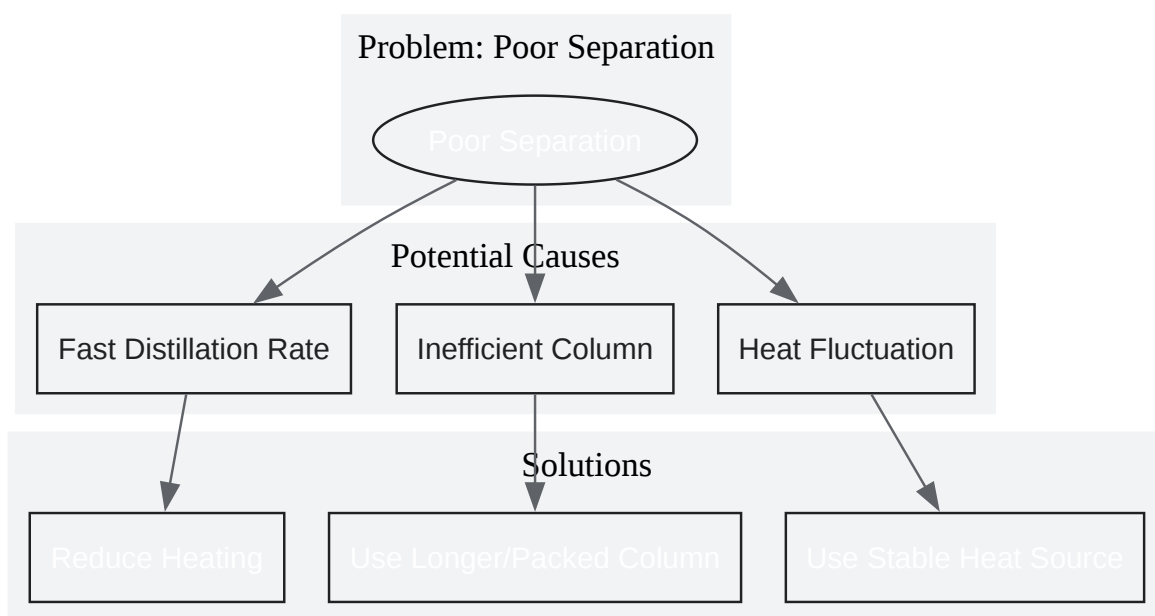 Problem: Poor Separation
Poor Separation
Potential Causes
Fast Distillation Rate
Inefficient Column
Heat Fluctuation
Solutions
Reduce Heating
Use Longer/Packed Column
Use Stable Heat Source